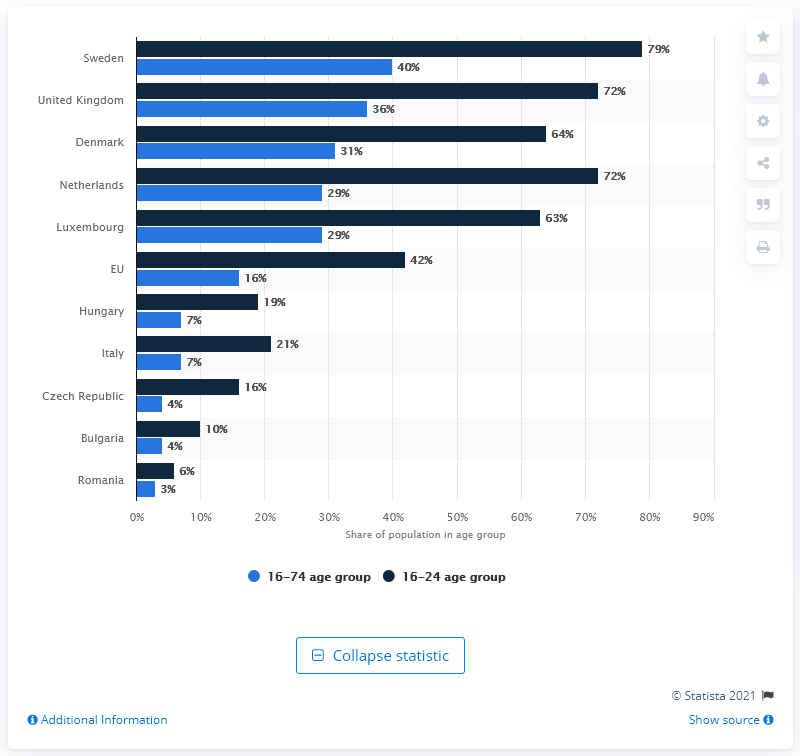 Sweden 79%
40%
United Kingdom 72%
36%
Denmark 64%
31%
Netherlands 72%
29%
Luxembourg 63%
29%
EU 42%
16%
Hungary 19%
7%
Italy 21%
7%
Czech Republic 16%
4%
Bulgaria 10%
4%
Romania 6%
3%
0% 10% 20% 30% 40% 50% 60% 70% 80% 90%
Share of population in age group
16-74 age group 16-24 age group
Collapse statistic
© Statista 2021
Additional Information Show source